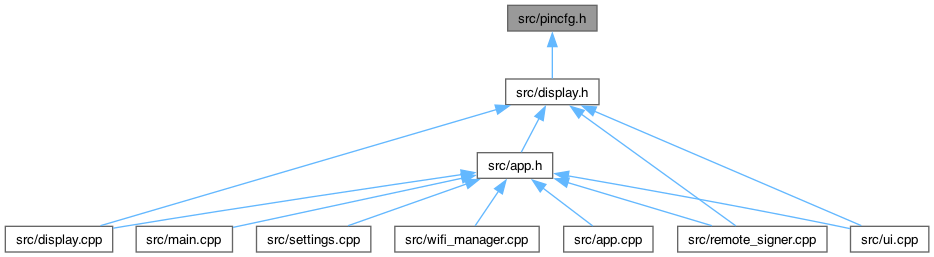 src/pincfg.h
src/display.h
src/app.h
src/display.cpp
src/main.cpp
src/settings.cpp
src/wifi_manager.cpp
src/app.cpp
src/remote_signer.cpp
src/ui.cpp